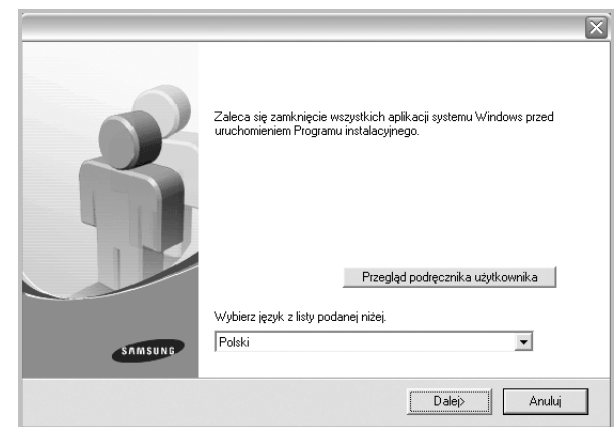 Zaleca się zamknięcie wszystkich aplikacji systemu Windows przed
uruchomieniem Programu instalacyjnego.
Przegląd podręcznika użytkownika
Wybierz język z listy podanej niżej.
Polski
SAMSUNG
Dalej>
Anuluj